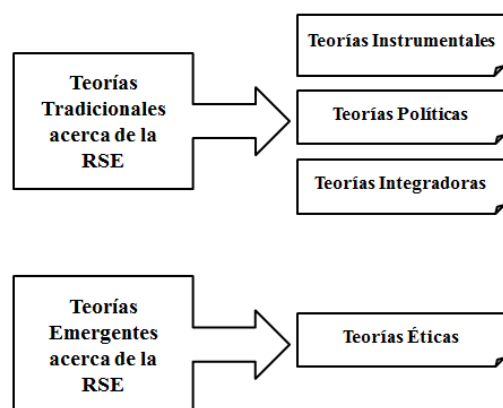 Teorías
Tradicionales
acerca de la
RSE
Teorías Instrumentales
Teorías Políticas
Teorías Integradoras
Teorías
Emergentes
acerca de la
RSE
Teorías Éticas